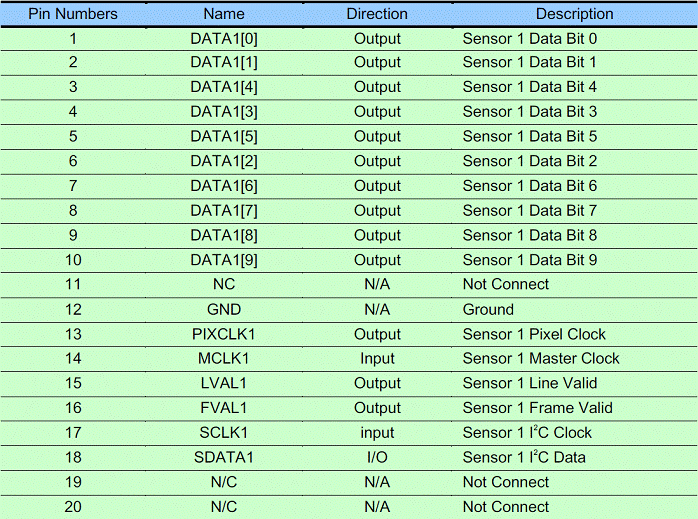 Pin Numbers Name Direction Description
1 DATA1[0] Output Sensor 1 Data Bit 0
2 DATA1[1] Output Sensor 1 Data Bit 1
3 DATA1[4] Output Sensor 1 Data Bit 4
4 DATA1[3] Output Sensor 1 Data Bit 3
5 DATA1[5] Output Sensor 1 Data Bit 5
6 DATA1[2] Output Sensor 1 Data Bit 2
7 DATA1[6] Output Sensor 1 Data Bit 6
8 DATA1[7] Output Sensor 1 Data Bit 7
9 DATA1[8] Output Sensor 1 Data Bit 8
10 DATA1[9] Output Sensor 1 Data Bit 9
11 NC N/A Not Connect
12 GND N/A Ground
13 PIXCLK1 Output Sensor 1 Pixel Clock
14 MCLK1 Input Sensor 1 Master Clock
15 LVAL1 Output Sensor 1 Line Valid
16 FVAL1 Output Sensor 1 Frame Valid
17 SCLK1 input Sensor 1 I²C Clock
18 SDATA1 I/O Sensor 1 I²C Data
19 N/C N/A Not Connect
20 N/C N/A Not Connect